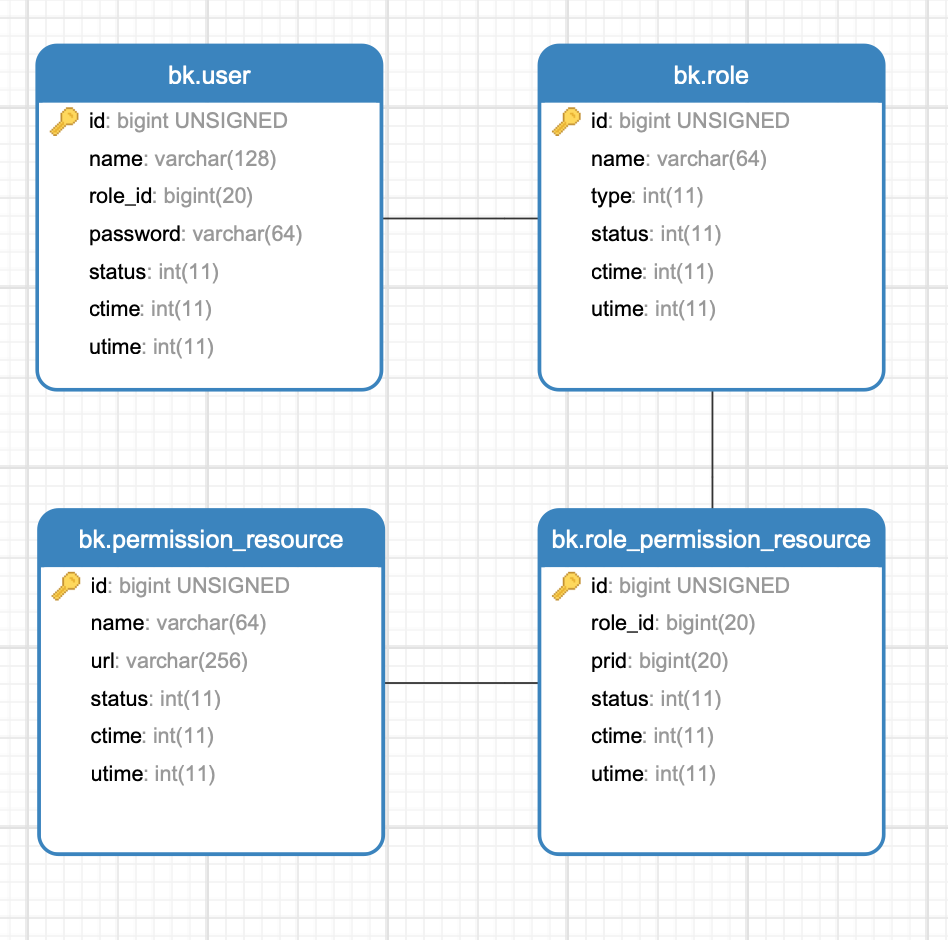 bk.user
id: bigint UNSIGNED
name: varchar(128)
role_id: bigint(20)
password: varchar(64)
status: int(11)
ctime: int(11)
utime: int(11)
bk.role
id: bigint UNSIGNED
name: varchar(64)
type: int(11)
status: int(11)
ctime: int(11)
utime: int(11)
bk.permission_resource
id: bigint UNSIGNED
name: varchar(64)
url: varchar(256)
status: int(11)
ctime: int(11)
utime: int(11)
bk.role_permission_resource
id: bigint UNSIGNED
role_id: bigint(20)
prid: bigint(20)
status: int(11)
ctime: int(11)
utime: int(11)